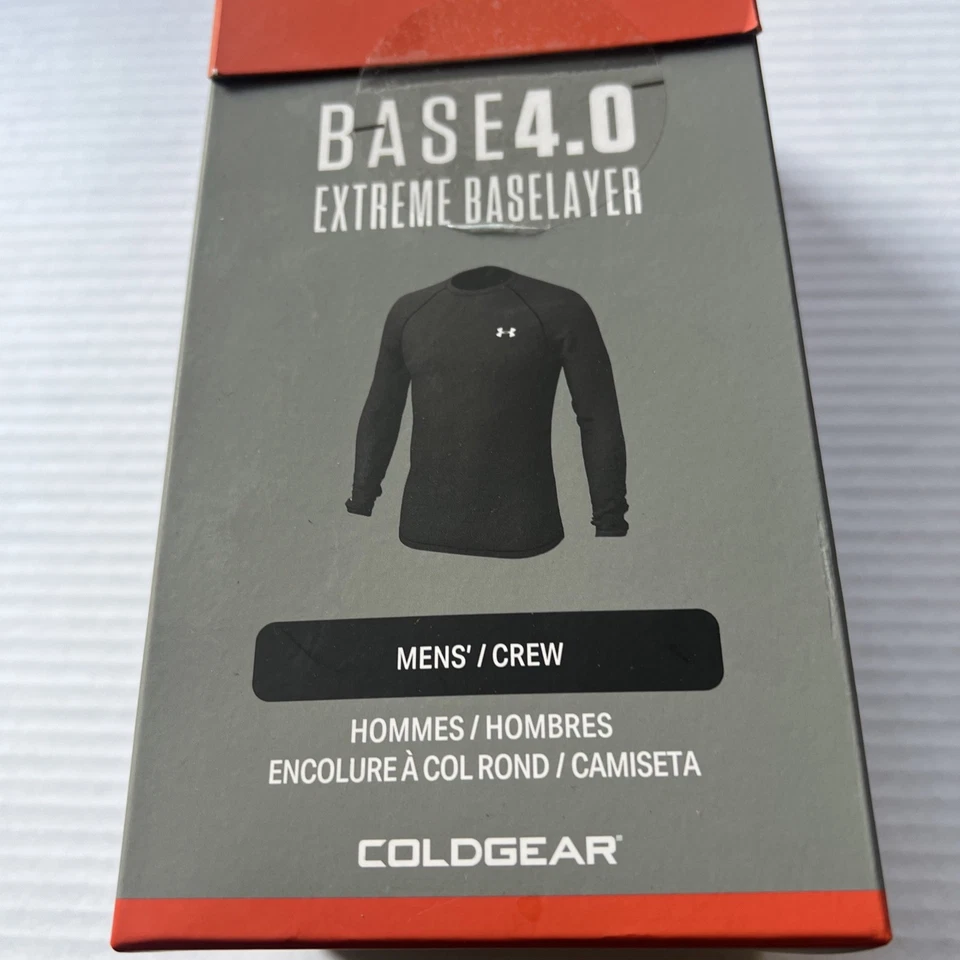 BASE4.0
EXTREME BASELAYER
MENS' / CREW
HOMMES / HOMBRES
ENCOLURE À COL ROND / CAMISETA
COLDGEAR®